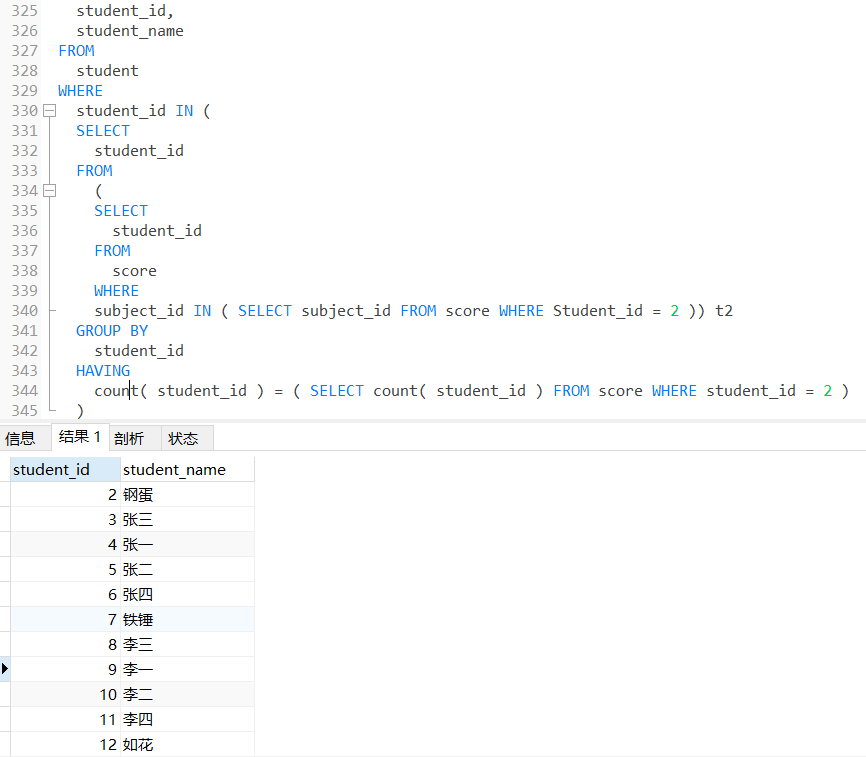 325 student_id,
326 student_name
327 FROM
328 student
329 WHERE
330 student_id IN (
331 SELECT
332 student_id
333 FROM
334 (
335 SELECT
336 student_id
337 FROM
338 score
339 WHERE
340 subject_id IN ( SELECT subject_id FROM score WHERE Student_id = 2 )) t2
341 GROUP BY
342 student_id
343 HAVING
344 count( student_id ) = ( SELECT count( student_id ) FROM score WHERE student_id = 2 )
345 )
信息 结果 1 剖析 状态
student_id student_name
2 钢蛋
3 张三
4 张一
5 张二
6 张四
7 铁锤
8 李三
9 李一
10 李二
11 李四
12 如花